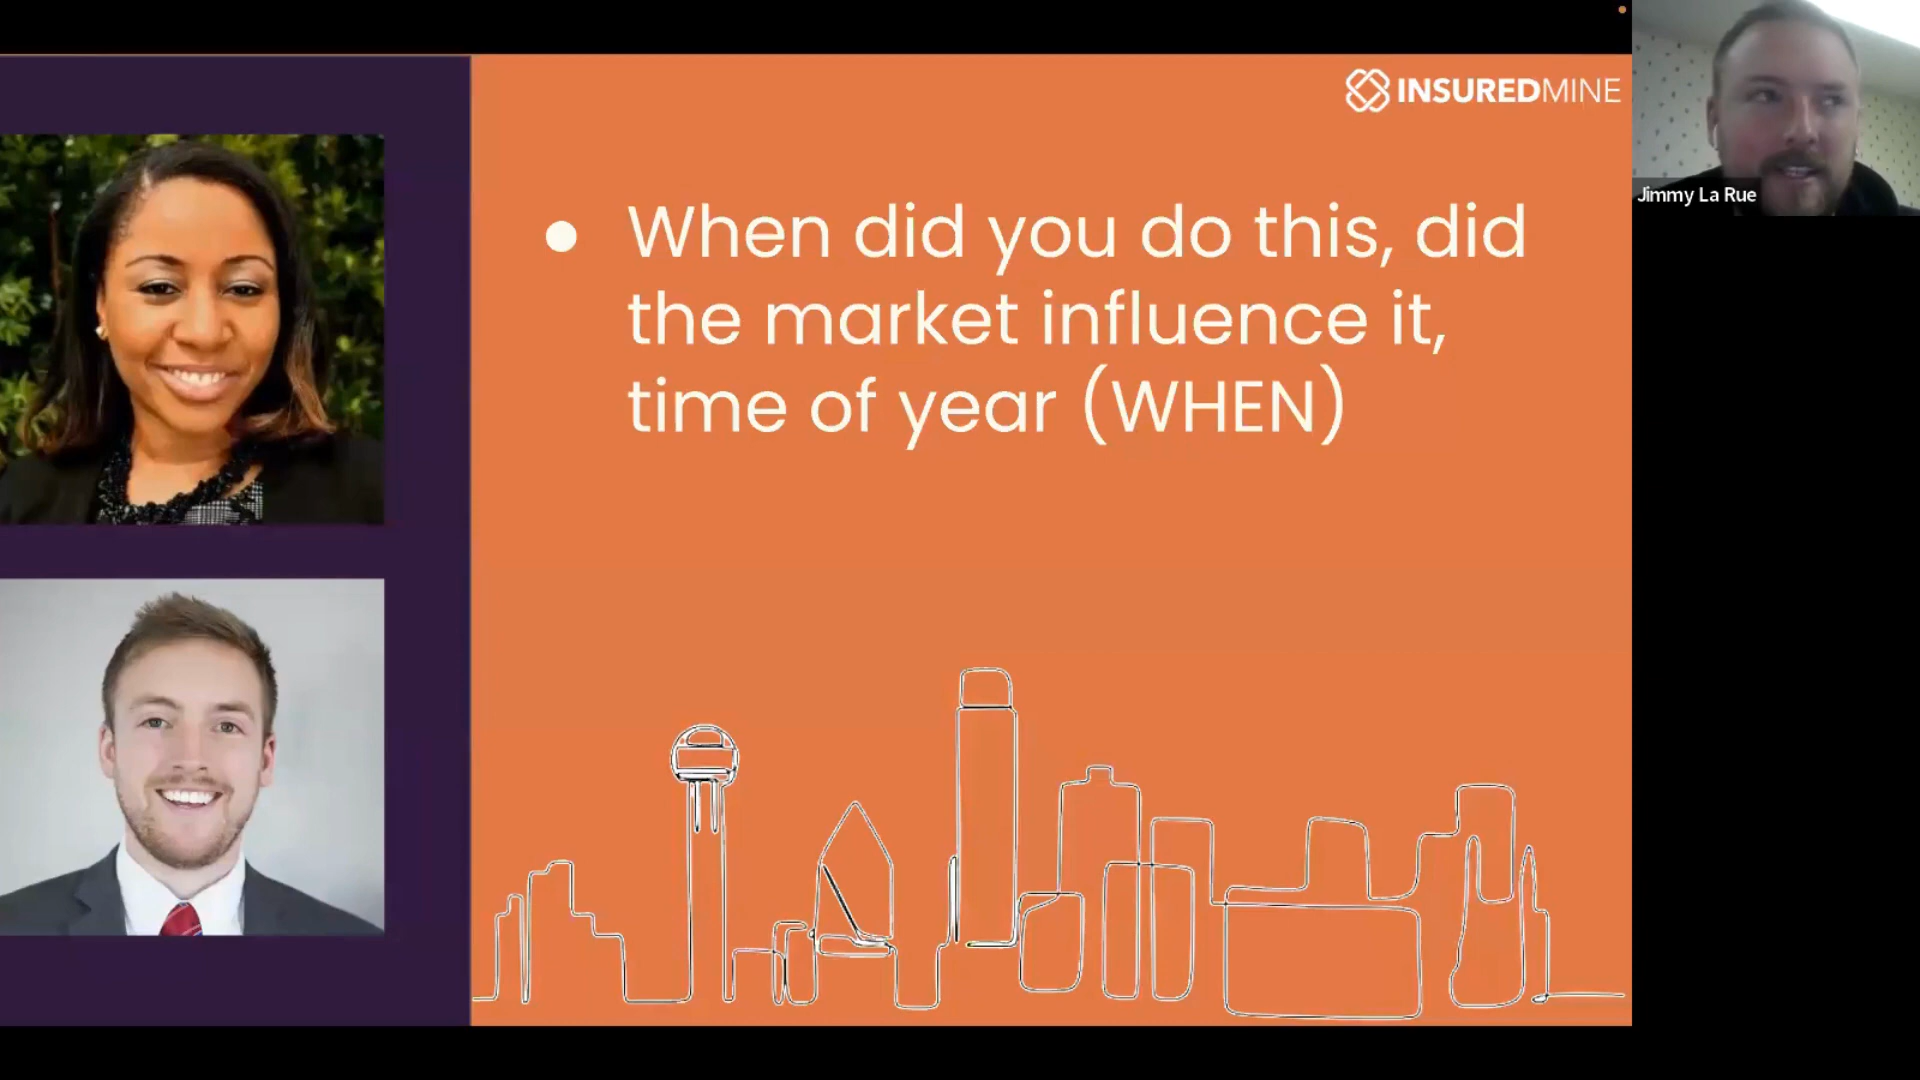 INSUREDMINE
Jimmy La Rue
● When did you do this, did
the market influence it,
time of year (WHEN)